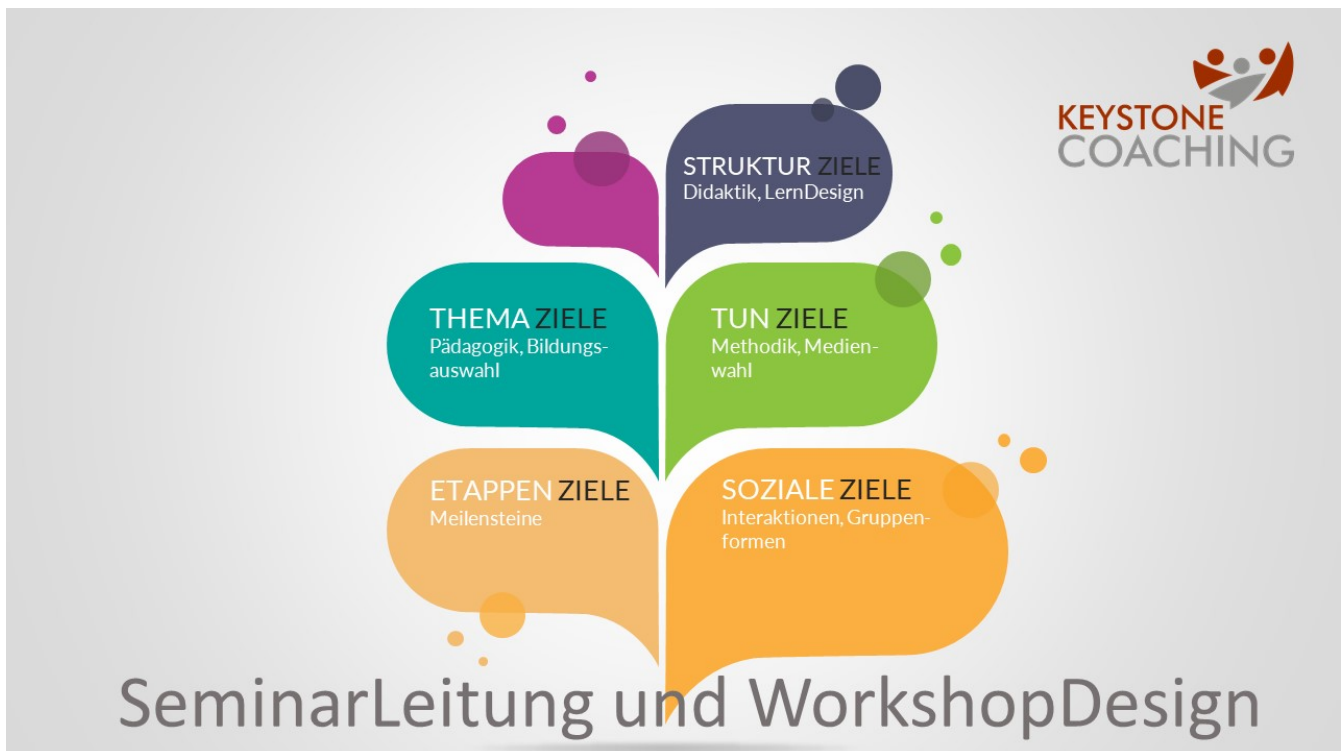 KEYSTONE
COACHING
STRUKTUR ZIELE
Didaktik, LernDesign
THEMA ZIELE
Pädagogik, Bildungs-
auswahl
TUN ZIELE
Methodik, Medien-
wahl
ETAPPEN ZIELE
Meilensteine
SOZIALE ZIELE
Interaktionen, Gruppen-
formen
SeminarLeitung und WorkshopDesign